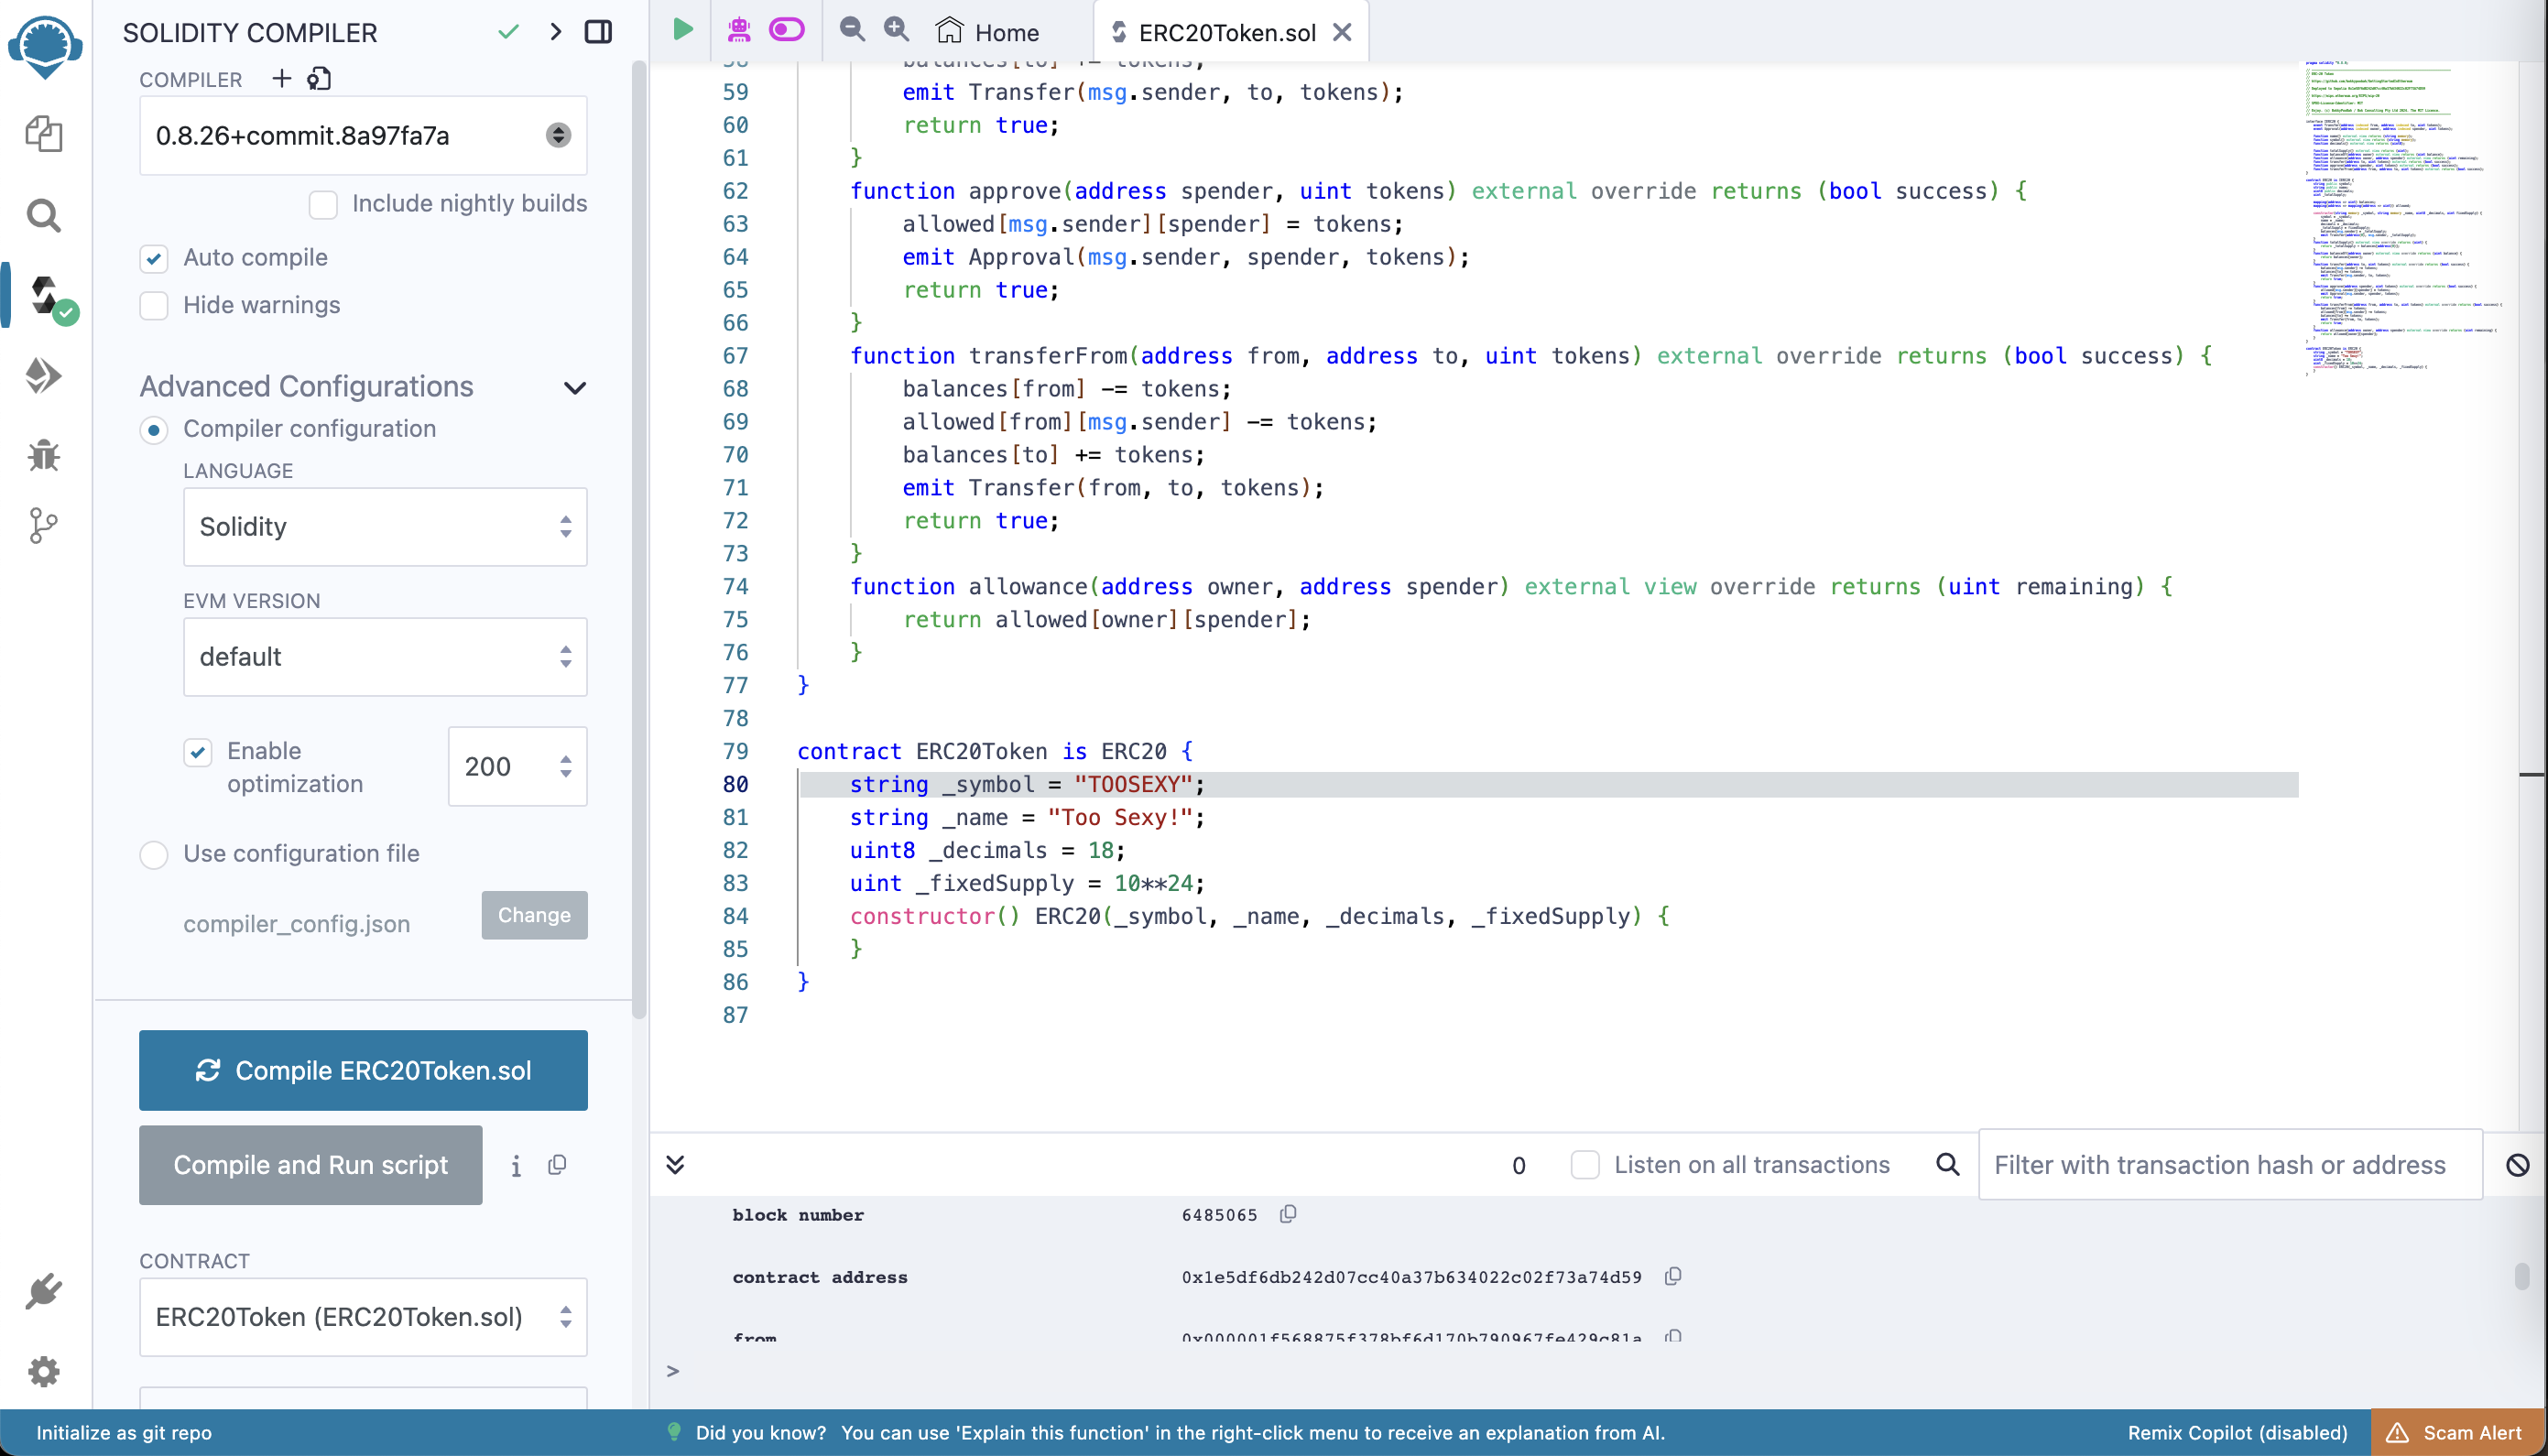 SOLIDITY COMPILER
COMPILER
0.8.26+commit.8a97fa7a
Include nightly builds
Auto compile
Hide warnings
Advanced Configurations
Compiler configuration
LANGUAGE
Solidity
EVM VERSION
default
Enable
optimization
200
Use configuration file
compiler_config.json
Change
Compile ERC20Token.sol
Compile and Run script
CONTRACT
ERC20Token (ERC20Token.sol)
Home
ERC20Token.sol
58 balances[to] += tokens;
59 emit Transfer(msg.sender, to, tokens);
60 return true;
61 }
62 function approve(address spender, uint tokens) external override returns (bool success) {
63 allowed[msg.sender][spender] = tokens;
64 emit Approval(msg.sender, spender, tokens);
65 return true;
66 }
67 function transferFrom(address from, address to, uint tokens) external override returns (bool success) {
68 balances[from] -= tokens;
69 allowed[from][msg.sender] -= tokens;
70 balances[to] += tokens;
71 emit Transfer(from, to, tokens);
72 return true;
73 }
74 function allowance(address owner, address spender) external view override returns (uint remaining) {
75 return allowed[owner][spender];
76 }
77 }
78
79 contract ERC20Token is ERC20 {
80 string _symbol = "TOOSEXY";
81 string _name = "Too Sexy!";
82 uint8 _decimals = 18;
83 uint _fixedSupply = 10**24;
84 constructor() ERC20(_symbol, _name, _decimals, _fixedSupply) {
85 }
86 }
87
0
Listen on all transactions
Filter with transaction hash or address
block number 6485065
contract address 0x1e5df6db242d07cc40a37b634022c02f73a74d59
from 0x000001f568875f378bf6d170b790967fe429c81a
>
Initialize as git repo
Did you know? You can use 'Explain this function' in the right-click menu to receive an explanation from AI.
Remix Copilot (disabled)
Scam Alert